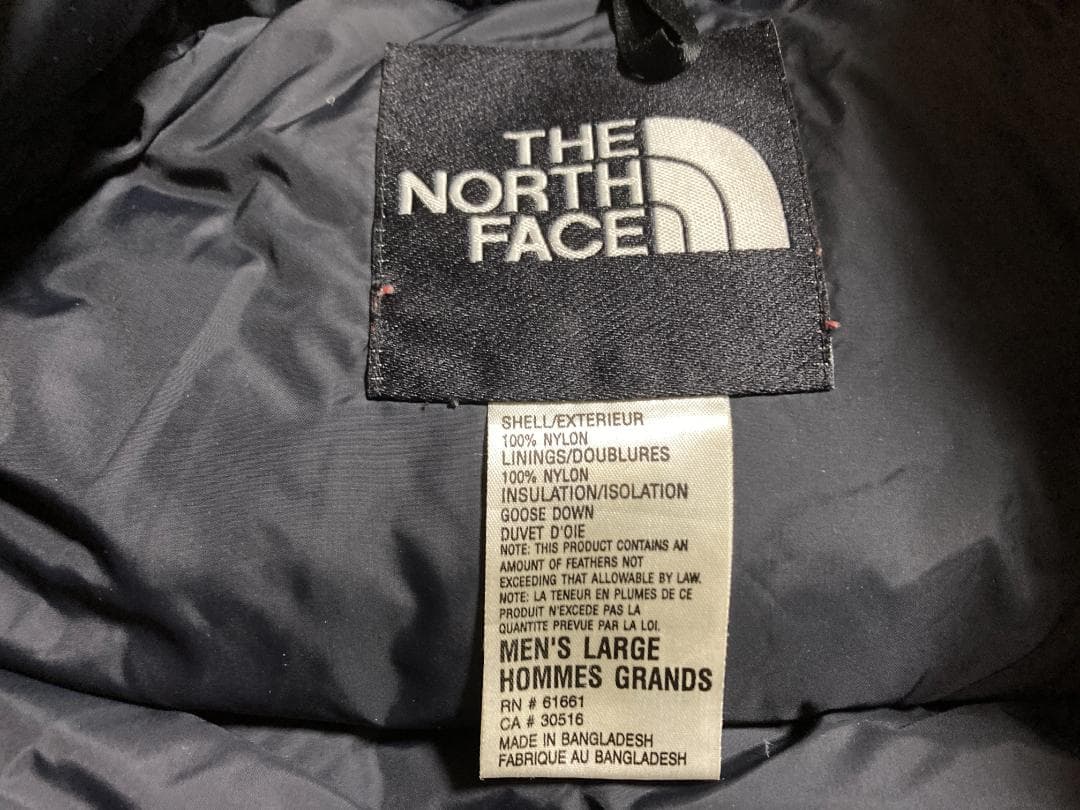 THE
NORTH
FACE
SHELL/EXTERIEUR
100% NYLON
LININGS/DOUBLURES
100% NYLON
INSULATION/ISOLATION
GOOSE DOWN
DUVET D'OIE
NOTE: THIS PRODUCT CONTAINS AN
AMOUNT OF FEATHERS NOT
EXCEEDING THAT ALLOWABLE BY LAW.
NOTE: LA TENEUR EN PLUMES DE CE
PRODUIT N'EXCEDE PAS LA
QUANTITE PREVUE PAR LA LOI.
MEN'S LARGE
HOMMES GRANDS
RN # 61661
CA # 30516
MADE IN BANGLADESH
FABRIQUE AU BANGLADESH